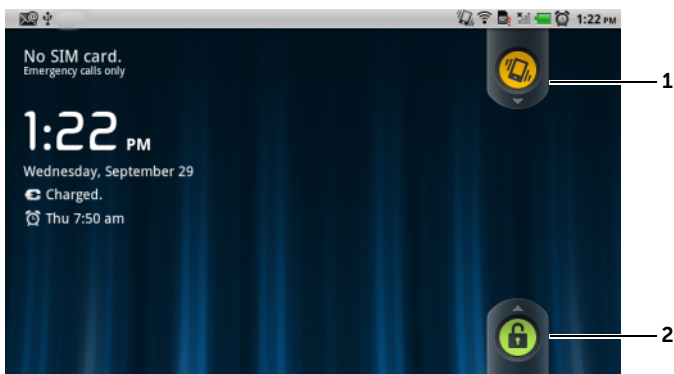 1:22 PM
No SIM card.
Emergency calls only
1
1:22 PM
Wednesday, September 29
Charged.
Thu 7:50 am
2